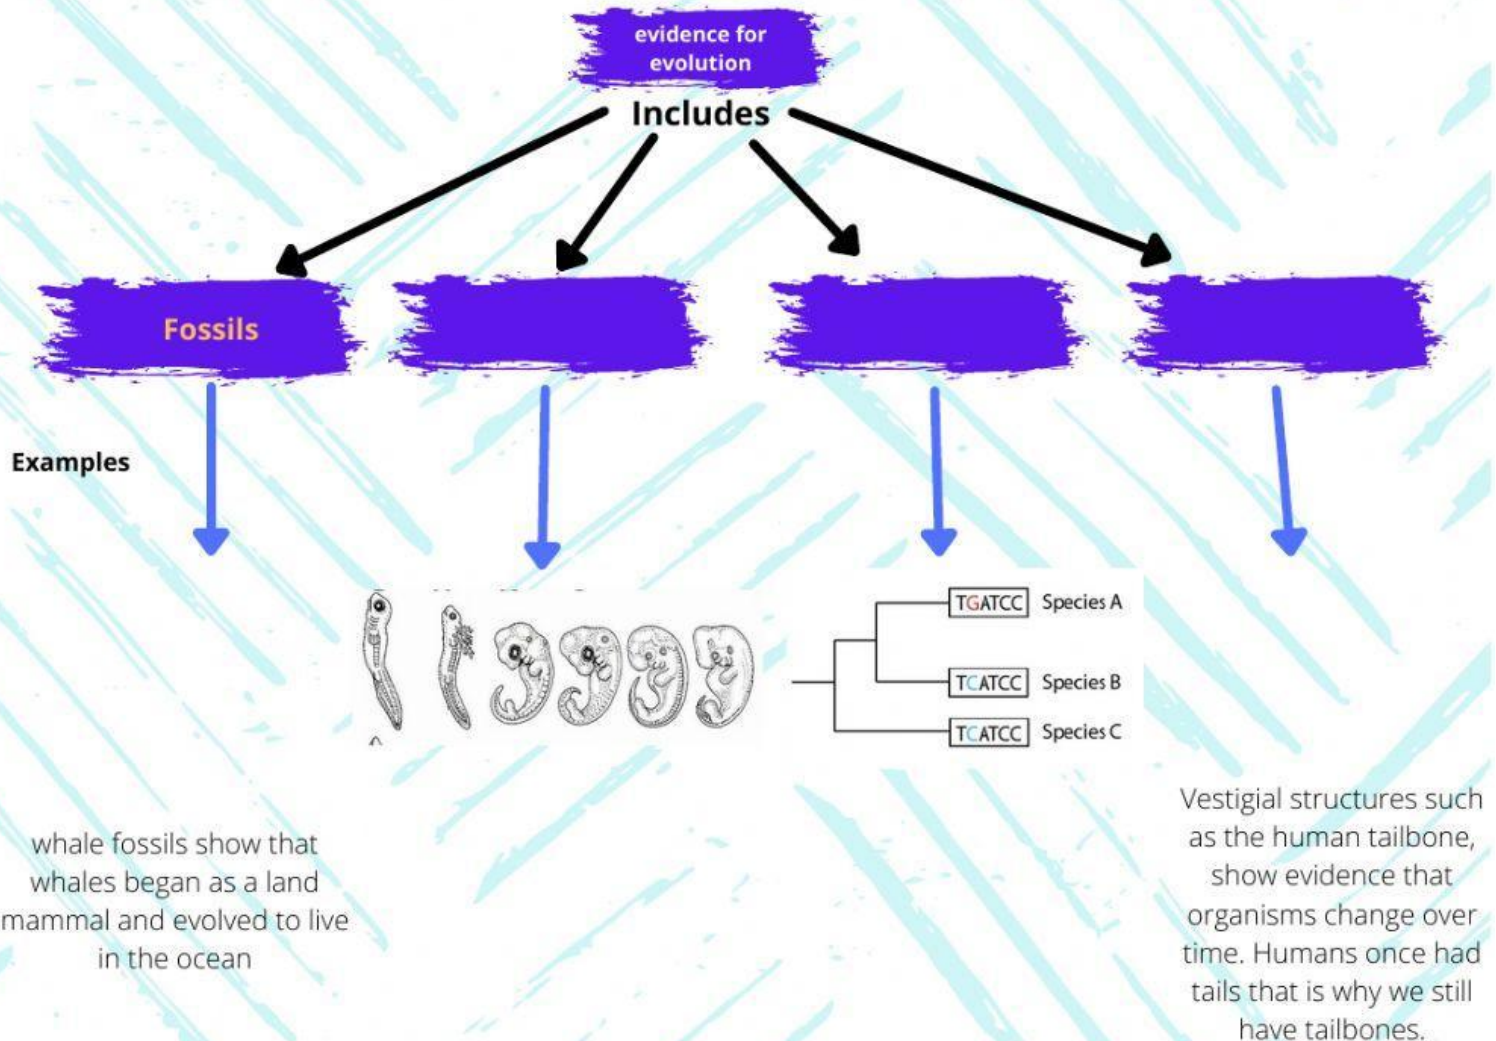 evidence for
evolution
Includes
Fossils
Examples
TGATCC Species A
TCATCC Species B
TCATCC Species C
whale fossils show that
whales began as a land
mammal and evolved to live
in the ocean
Vestigial structures such
as the human tailbone,
show evidence that
organisms change over
time. Humans once had
tails that is why we still
have tailbones.